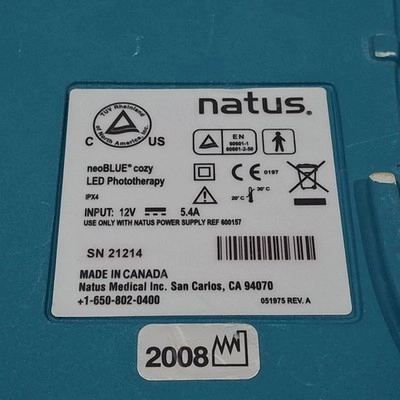 TUV Rheinland
of North America, Inc.
C US
natus.
EN
60601-1
60601-2-50
neoBLUE® cozy
LED Phototherapy
0197
IPX4
20°C 30°C
INPUT: 12V 5.4A
USE ONLY WITH NATUS POWER SUPPLY REF 600157
SN 21214
MADE IN CANADA
Natus Medical Inc. San Carlos, CA 94070
+1-650-802-0400
051975 REV. A
2008